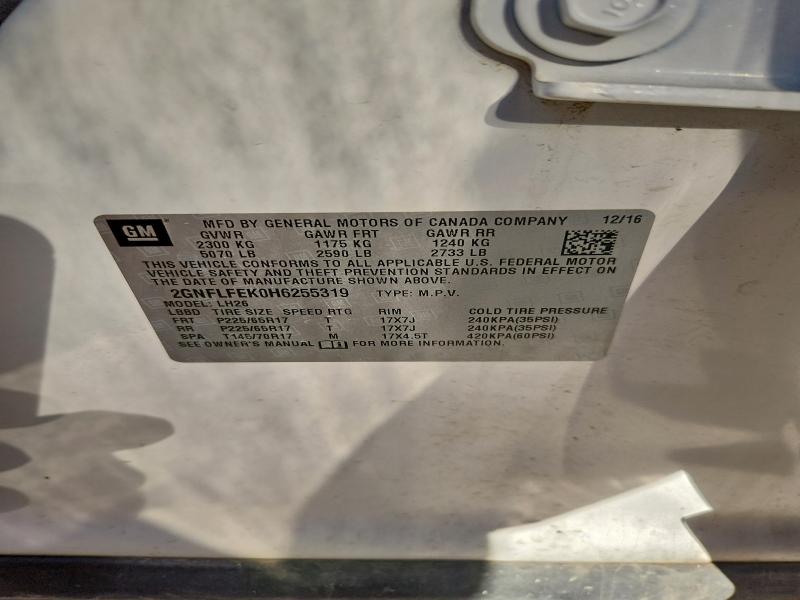 GM MFD BY GENERAL MOTORS OF CANADA COMPANY 12/16
GVWR GAWR FRT GAWR RR
2300 KG 1175 KG 1240 KG
5070 LB 2590 LB 2733 LB
THIS VEHICLE CONFORMS TO ALL APPLICABLE U.S. FEDERAL MOTOR
VEHICLE SAFETY AND THEFT PREVENTION STANDARDS IN EFFECT ON
THE DATE OF MANUFACTURE SHOWN ABOVE.
2GNFLFEK0H6255319 TYPE: M.P.V.
MODEL: LH26
LBBD TIRE SIZE SPEED RTG RIM COLD TIRE PRESSURE
FRT P225/65R17 T 17X7J 240KPA(35PSI)
RR P225/65R17 T 17X7J 240KPA(35PSI)
SPA T145/70R17 M 17X4.5T 420KPA(60PSI)
SEE OWNER'S MANUAL FOR MORE INFORMATION.